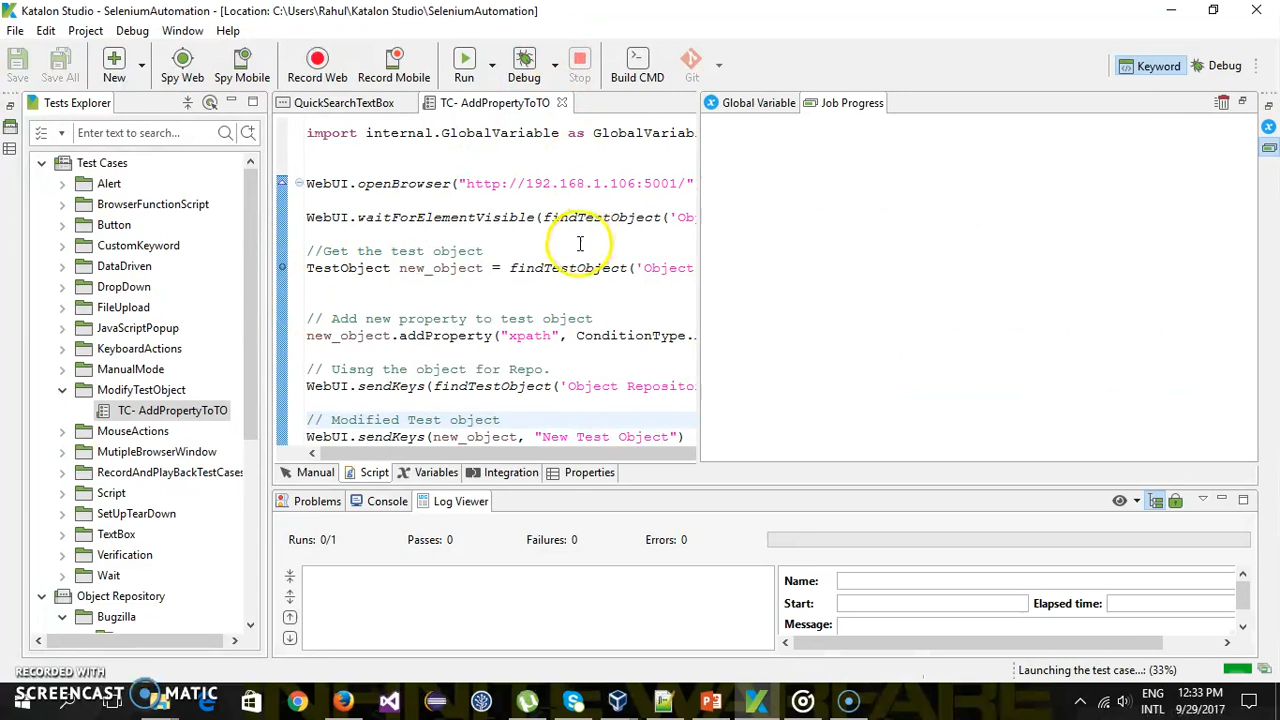 Katalon Studio - SeleniumAutomation - [Location: C:\Users\Rahul\Katalon Studio\SeleniumAutomation]
File Edit Project Debug Window Help
Save Save All New Spy Web Spy Mobile Record Web Record Mobile Run Debug Stop Build CMD Git Keyword Debug
Tests Explorer QuickSearchTextBox TC- AddPropertyToTO Global Variable Job Progress
Enter text to search...
Test Cases
Alert
BrowserFunctionScript
Button
CustomKeyword
DataDriven
DropDown
FileUpload
JavaScriptPopup
KeyboardActions
ManualMode
ModifyTestObject
TC- AddPropertyToTO
MouseActions
MutipleBrowserWindow
RecordAndPlayBackTestCases
Script
SetUpTearDown
TextBox
Verification
Wait
Object Repository
Bugzilla
import internal.GlobalVariable as GlobalVariab
WebUI.openBrowser("http://192.168.1.106:5001/"
WebUI.waitForElementVisible(findTestObject('Obj
//Get the test object
TestObject new_object = findTestObject('Object
// Add new property to test object
new_object.addProperty("xpath", ConditionType.
// Uisng the object for Repo.
WebUI.sendKeys(findTestObject('Object Reposito
// Modified Test object
WebUI.sendKeys(new_object, "New Test Object")
Manual Script Variables Integration Properties
Problems Console Log Viewer
Runs: 0/1 Passes: 0 Failures: 0 Errors: 0
Name:
Start: Elapsed time:
Message:
Launching the test case...: (33%)
RECORDED WITH
SCREENCAST MATIC
ENG
INTL
12:33 PM
9/29/2017